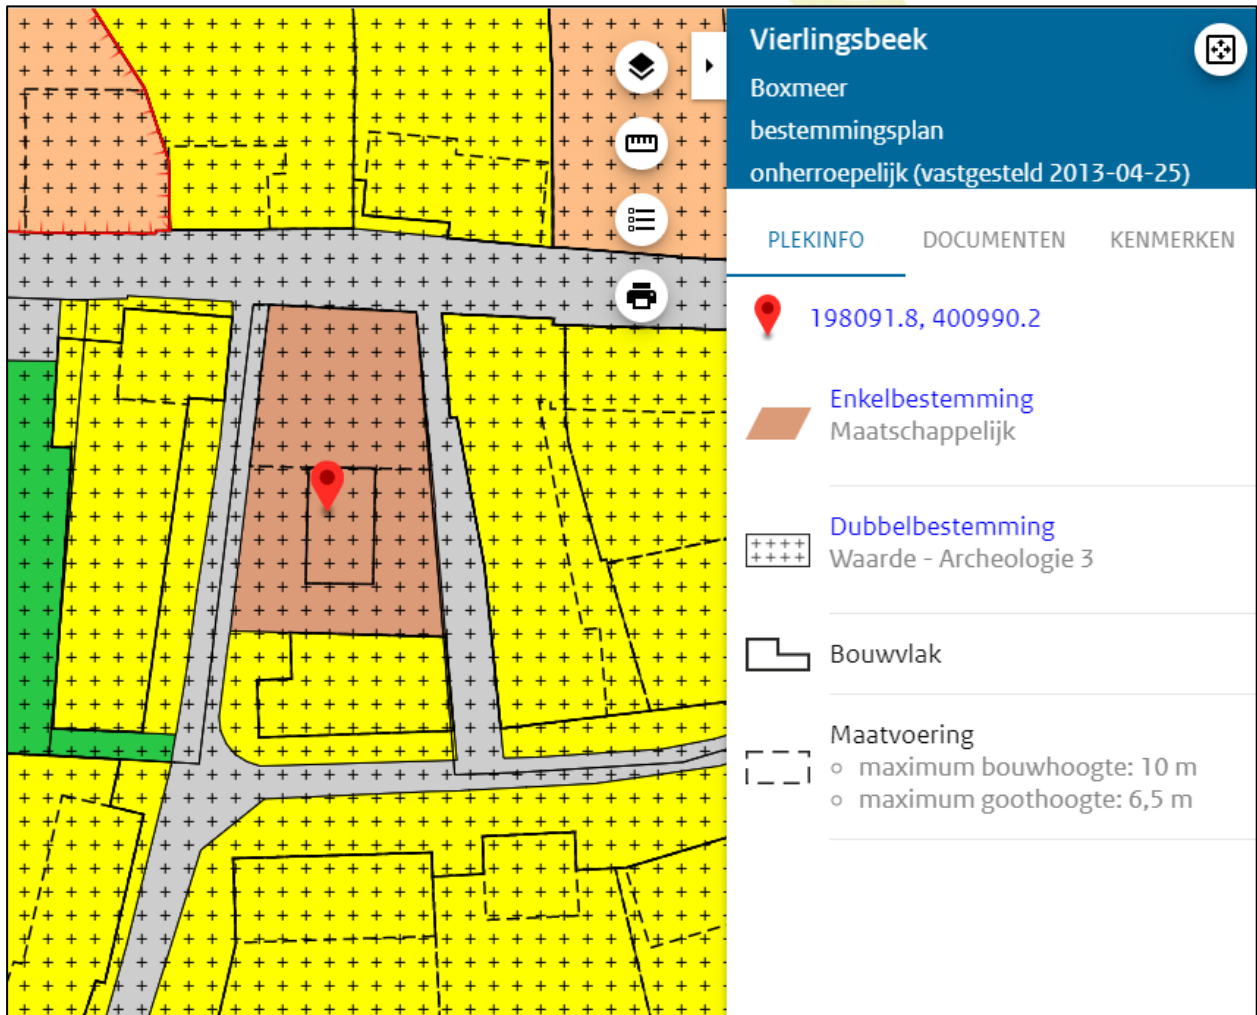 Vierlingsbeek
Boxmeer
bestemmingsplan
onherroepelijk (vastgesteld 2013-04-25)
PLEKINFO DOCUMENTEN KENMERKEN
198091.8, 400990.2
Enkelbestemming
Maatschappelijk
Dubbelbestemming
Waarde - Archeologie 3
Bouwvlak
Maatvoering
maximum bouwhoogte: 10 m
maximum goothoogte: 6,5 m